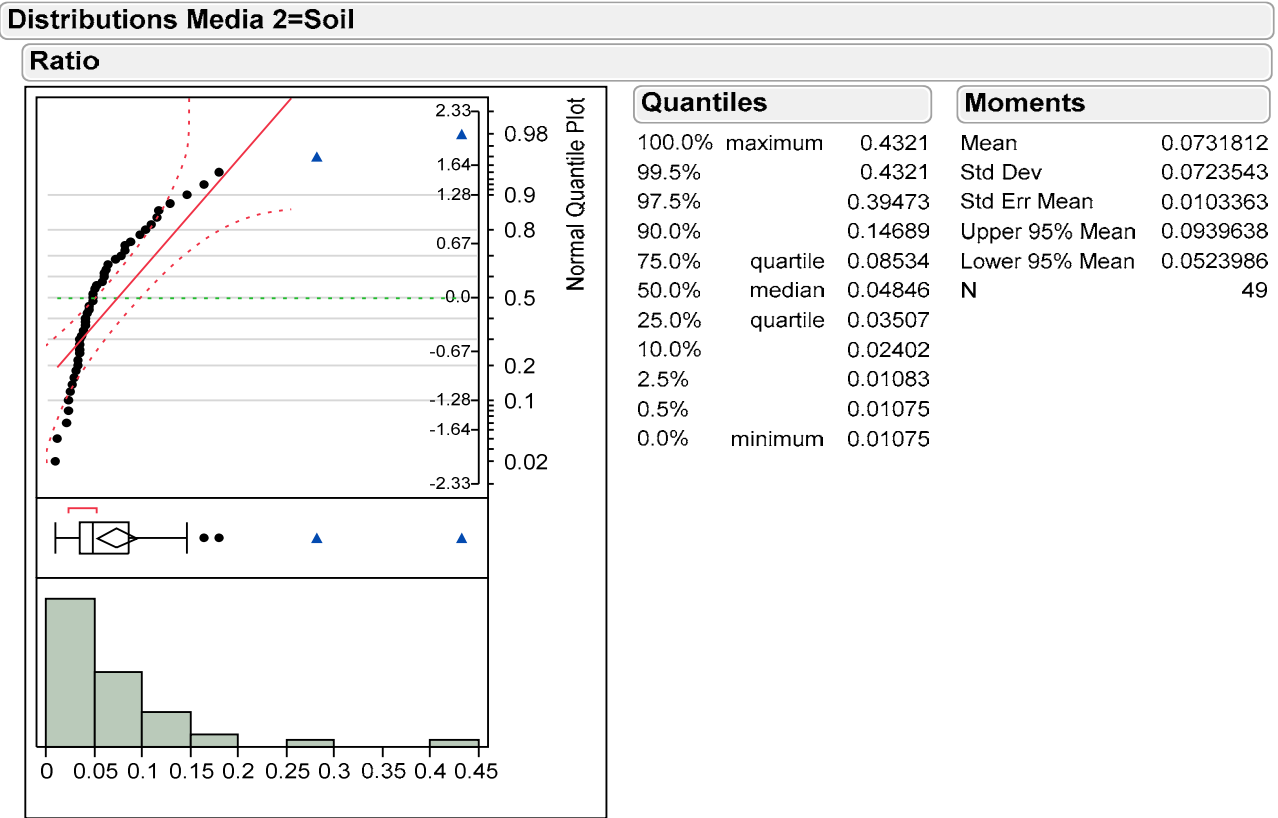 Distributions Media 2=Soil
Ratio
2.33
1.64
1.28
0.67
0.0
-0.67
-1.28
-1.64
-2.33
0.98
0.9
0.8
0.5
0.2
0.1
0.02
Normal Quantile Plot
0 0.05 0.1 0.15 0.2 0.25 0.3 0.35 0.4 0.45
Quantiles
100.0% maximum 0.4321
99.5% 0.4321
97.5% 0.39473
90.0% 0.14689
75.0% quartile 0.08534
50.0% median 0.04846
25.0% quartile 0.03507
10.0% 0.02402
2.5% 0.01083
0.5% 0.01075
0.0% minimum 0.01075
Moments
Mean 0.0731812
Std Dev 0.0723543
Std Err Mean 0.0103363
Upper 95% Mean 0.0939638
Lower 95% Mean 0.0523986
N 49